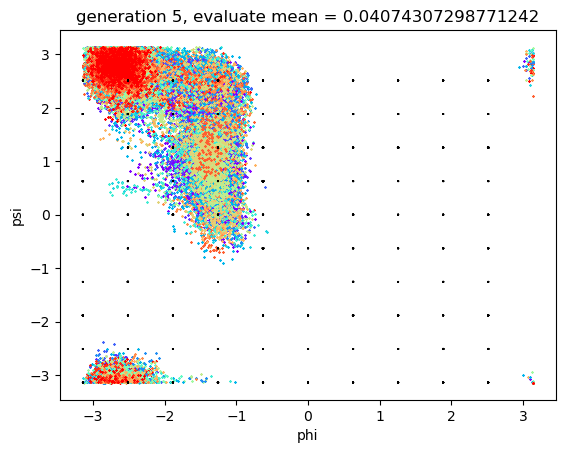 generation 5, evaluate mean = 0.04074307298771242
3
2
1
0
−1
−2
−3
psi
−3 −2 −1 0 1 2 3
phi